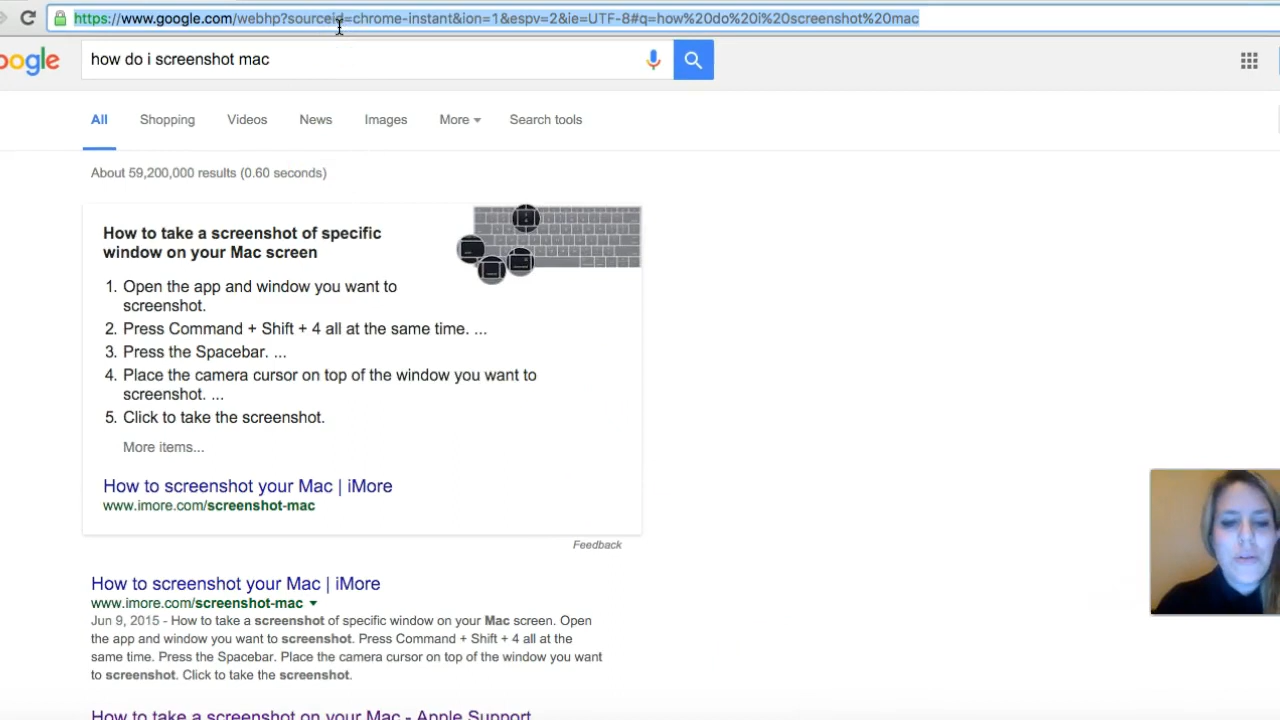 https://www.google.com/webhp?sourceid=chrome-instant&ion=1&espv=2&ie=UTF-8#q=how%20do%20i%20screenshot%20mac
oogle
how do i screenshot mac
All
Shopping
Videos
News
Images
More
Search tools
About 59,200,000 results (0.60 seconds)
How to take a screenshot of specific
window on your Mac screen
1. Open the app and window you want to
screenshot.
2. Press Command + Shift + 4 all at the same time. ...
3. Press the Spacebar. ...
4. Place the camera cursor on top of the window you want to
screenshot. ...
5. Click to take the screenshot.
More items...
How to screenshot your Mac | iMore
www.imore.com/screenshot-mac
Feedback
How to screenshot your Mac | iMore
www.imore.com/screenshot-mac
Jun 9, 2015 - How to take a screenshot of specific window on your Mac screen. Open
the app and window you want to screenshot. Press Command + Shift + 4 all at the
same time. Press the Spacebar. Place the camera cursor on top of the window you want
to screenshot. Click to take the screenshot.
How to take a screenshot on your Mac - Apple Support